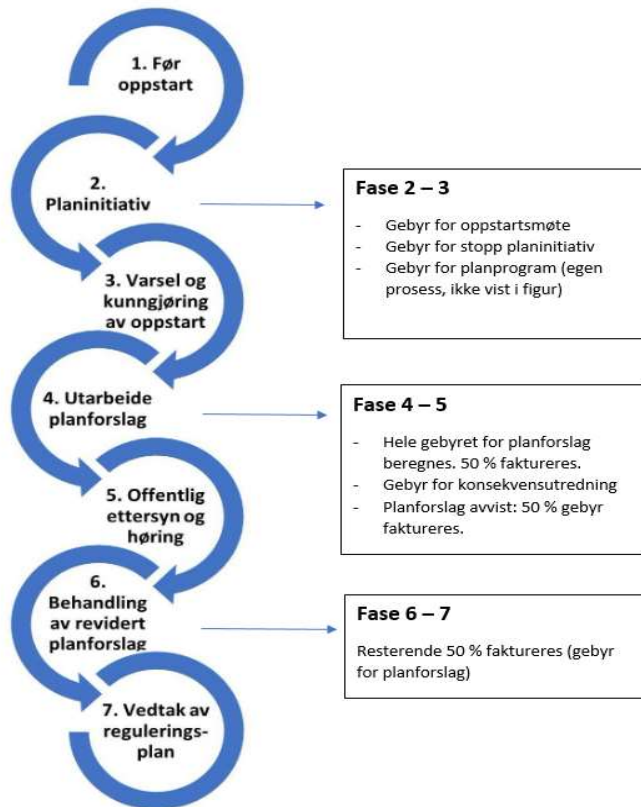 1. Før
oppstart
2.
Planinitiativ
3. Varsel og
kunngjøring
av oppstart
4. Utarbeide
planforslag
5. Offentlig
ettersyn og
høring
6.
Behandling
av revidert
planforslag
7. Vedtak av
regulerings-
plan
Fase 2 – 3
- Gebyr for oppstartsmøte
- Gebyr for stopp planinitiativ
- Gebyr for planprogram (egen
prosess, ikke vist i figur)
Fase 4 – 5
- Hele gebyret for planforslag
beregnes. 50 % faktureres.
- Gebyr for konsekvensutredning
- Planforslag avvist: 50 % gebyr
faktureres.
Fase 6 – 7
Resterende 50 % faktureres (gebyr
for planforslag)